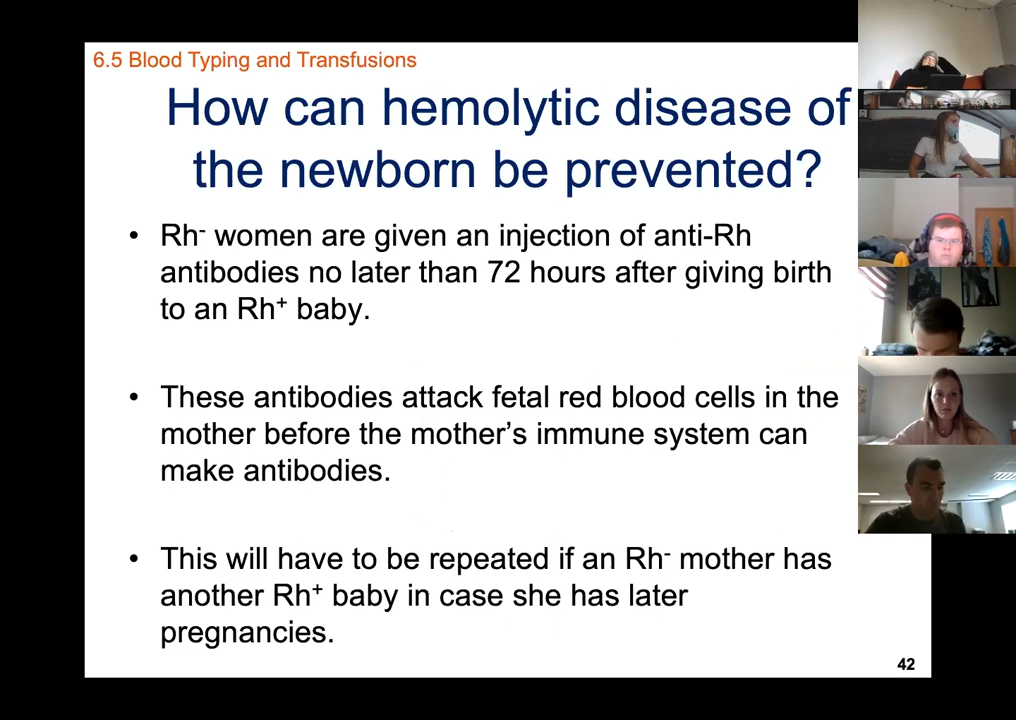 6.5 Blood Typing and Transfusions
How can hemolytic disease of
the newborn be prevented?
• Rh⁻ women are given an injection of anti-Rh
antibodies no later than 72 hours after giving birth
to an Rh⁺ baby.
• These antibodies attack fetal red blood cells in the
mother before the mother’s immune system can
make antibodies.
• This will have to be repeated if an Rh⁻ mother has
another Rh⁺ baby in case she has later
pregnancies.
42